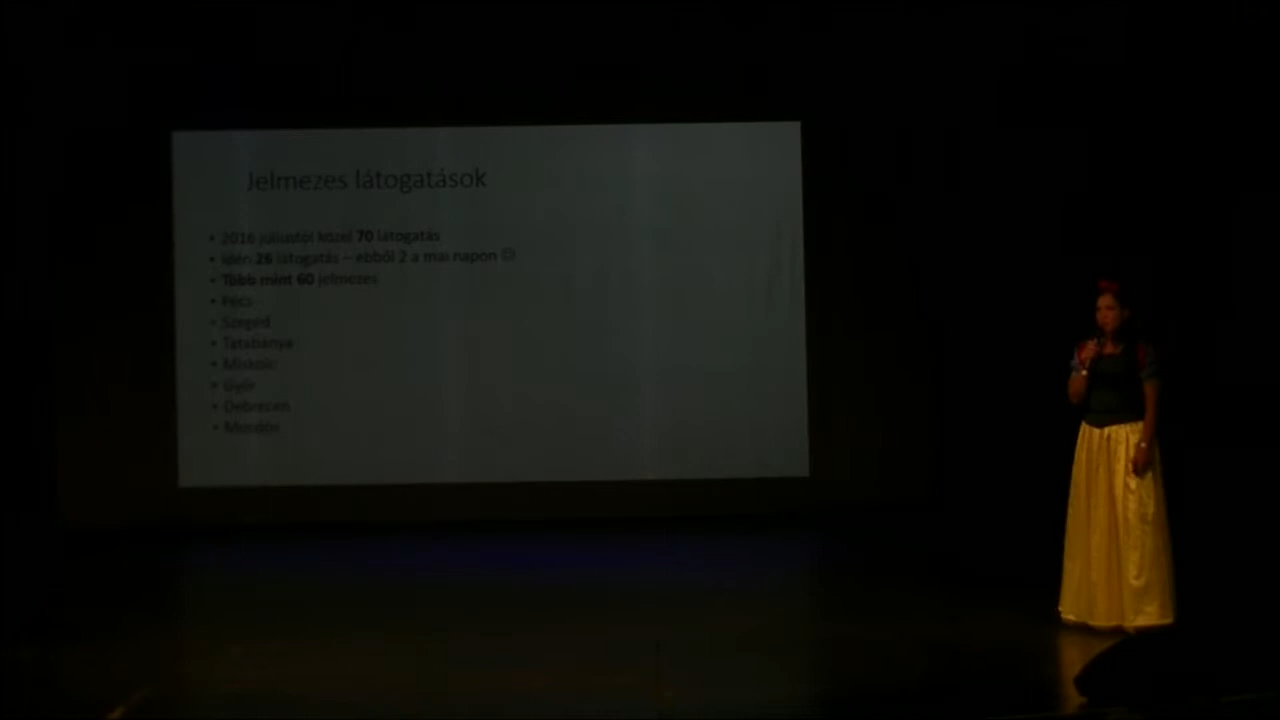 Jelmezes látogatások
• 2016 júliustól közel 70 látogatás
• idén 26 látogatás – ebből 2 a mai napon
• Több mint 60 jelmezes
• Pécs
• Szeged
• Tatabánya
• Miskolc
• Győr
• Debrecen